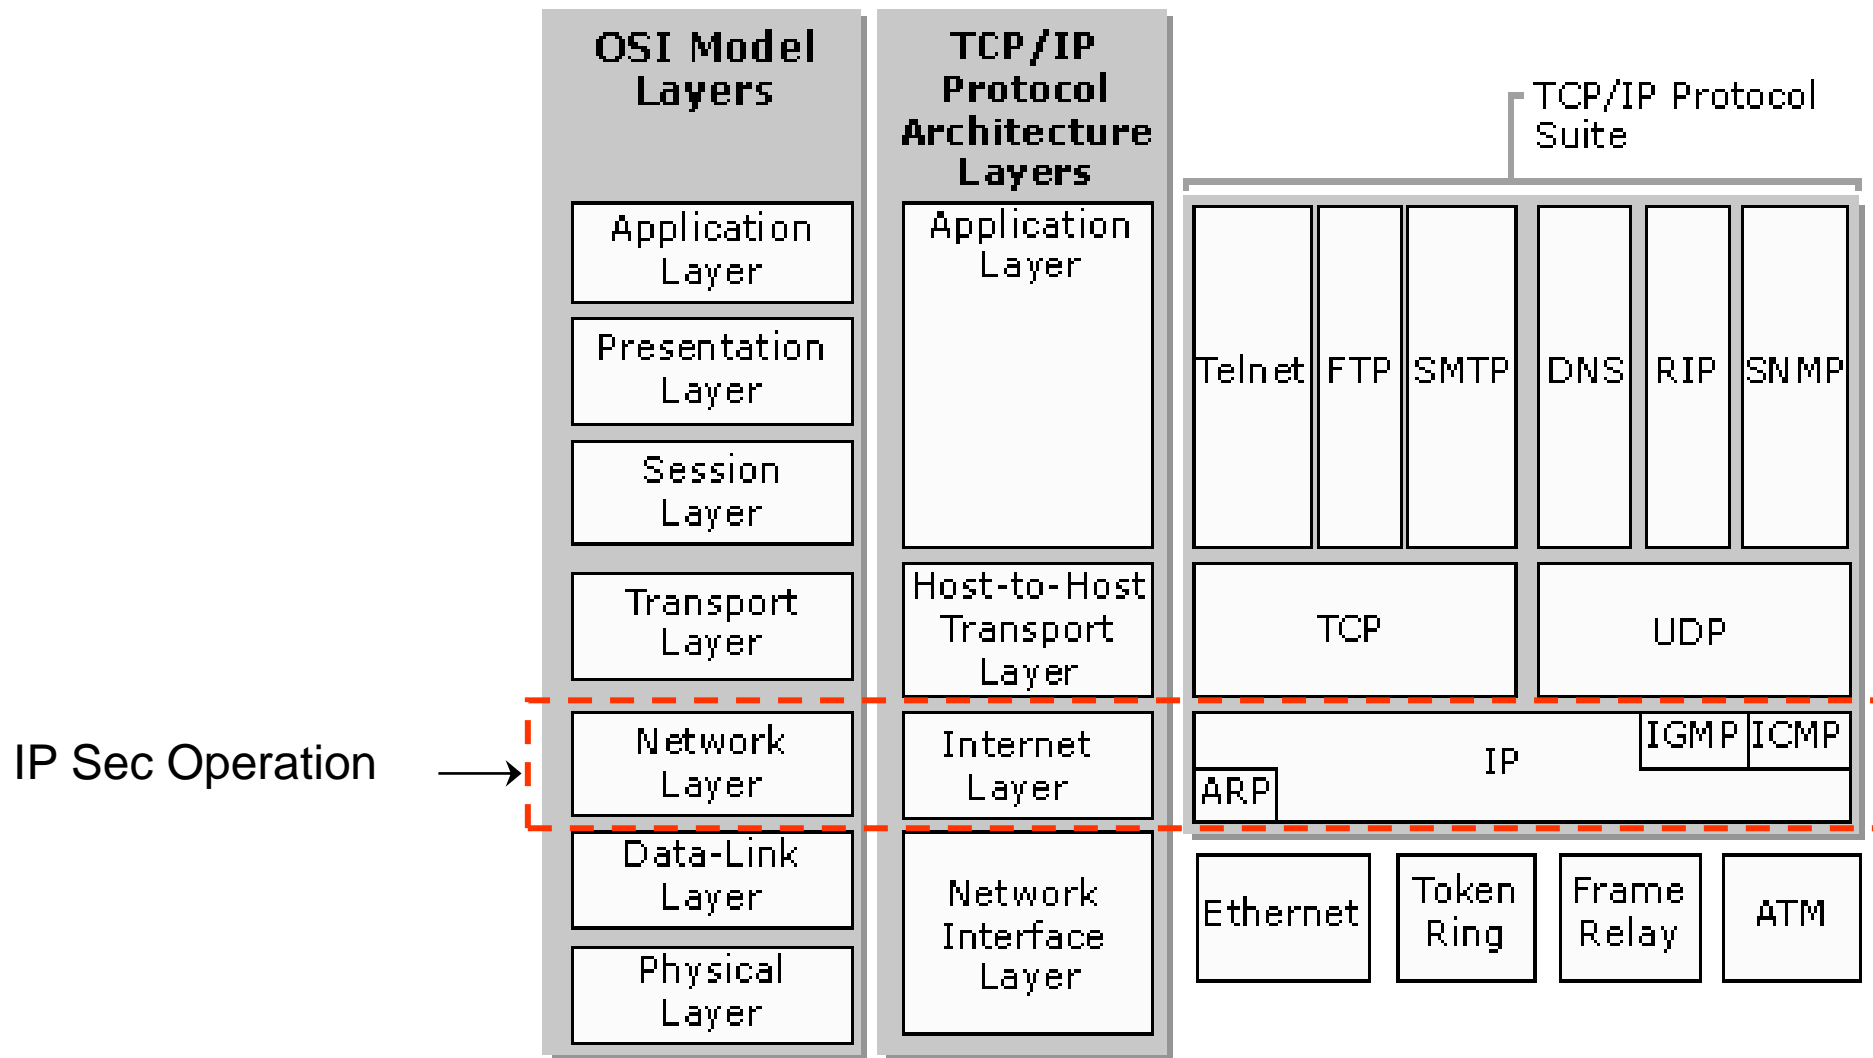 OSI Model
Layers
TCP/IP
Protocol
Architecture
Layers
TCP/IP Protocol
Suite
Application
Layer
Presentation
Layer
Session
Layer
Transport
Layer
Network
Layer
Data-Link
Layer
Physical
Layer
Application
Layer
Host-to-Host
Transport
Layer
Internet
Layer
Network
Interface
Layer
Telnet
FTP
SMTP
DNS
RIP
SNMP
TCP
UDP
IP
IGMP
ICMP
ARP
Ethernet
Token
Ring
Frame
Relay
ATM
IP Sec Operation